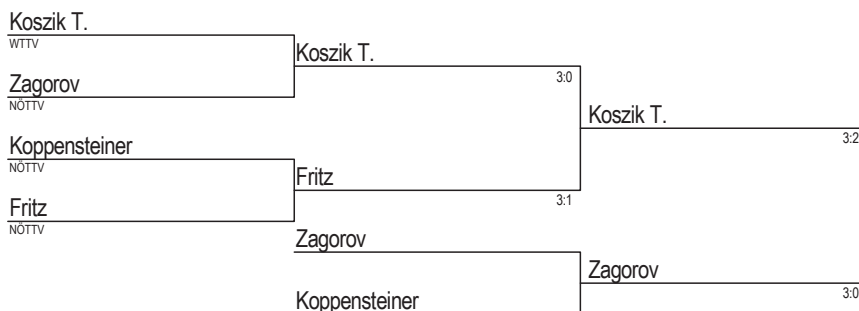 Koszik T.
WTTV
Koszik T.
3:0
Zagorov
NÖTTV
Koszik T.
3:2
Koppensteiner
NÖTTV
Fritz
3:1
Fritz
NÖTTV
Zagorov
Zagorov
3:0
Koppensteiner